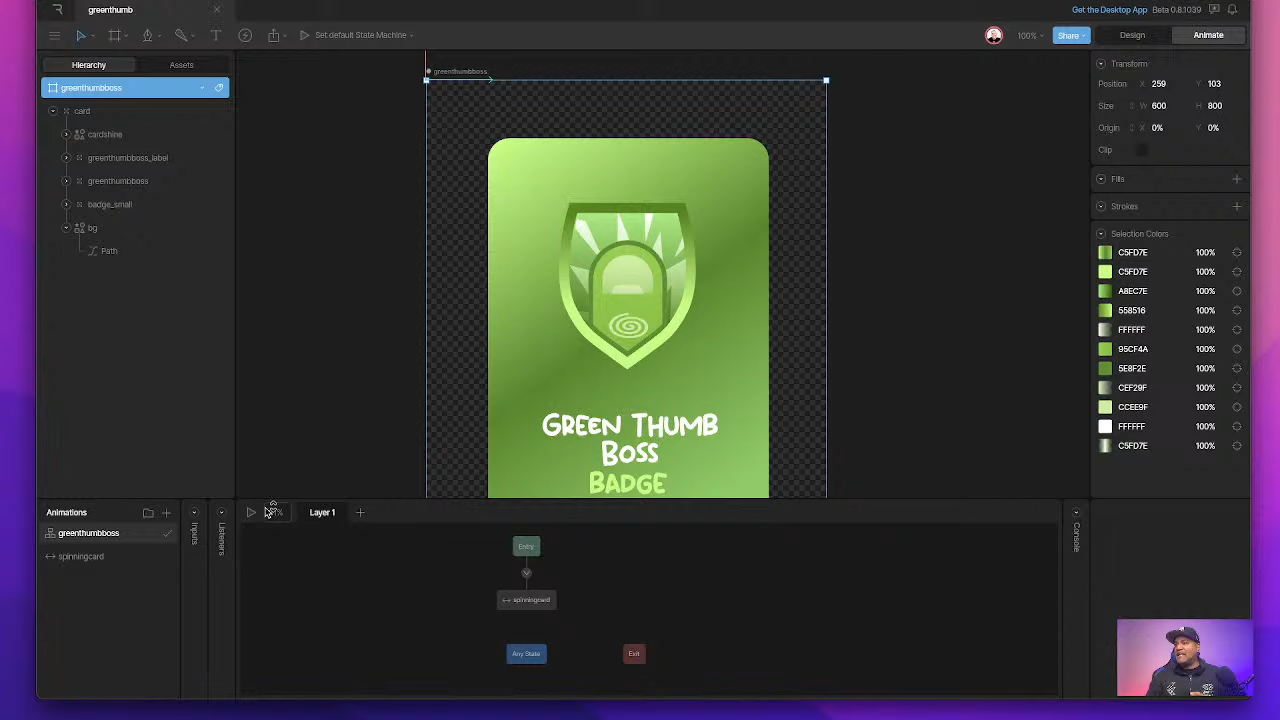 greenthumb
Get the Desktop App
Beta 0.8.1039
Set default State Machine
100%
Share
Design
Animate
Hierarchy
Assets
greenthumbboss
card
cardshine
greenthumbboss_label
greenthumbboss
badge_small
bg
Path
greenthumbboss
Green Thumb
Boss
Badge
Transform
Position X 259 Y 103
Size W 600 H 800
Origin X 0% Y 0%
Clip
Fills
Strokes
Selection Colors
C5FD7E 100%
C5FD7E 100%
A8EC7E 100%
558516 100%
FFFFFF 100%
95CF4A 100%
5E8F2E 100%
CEF29F 100%
CCEB9F 100%
FFFFFF 100%
C5FD7E 100%
Animations
greenthumbboss
spinningcard
Inputs
Listeners
Layer 1
Entry
spinningcard
Any State
Exit
Console